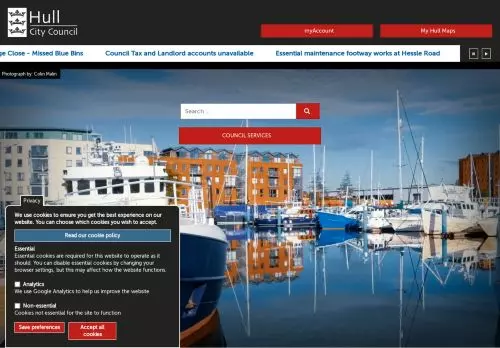 Hull
City Council
myAccount
My Hull Maps
ge Close - Missed Blue Bins
Council Tax and Landlord accounts unavailable
Essential maintenance footway works at Hessle Road
Photograph by: Colin Malin
Search ...
COUNCIL SERVICES
Privacy
We use cookies to ensure you get the best experience on our
website. You can choose which cookies you wish to accept.
Read our cookie policy
Essential
Essential cookies are required for this website to operate as it
should. You can disable essential cookies by changing your
browser settings, but this may affect how the website functions.
Analytics
We use Google Analytics to help us improve the website
Non-essential
Cookies not essential for the site to function
Save preferences
Accept all
cookies